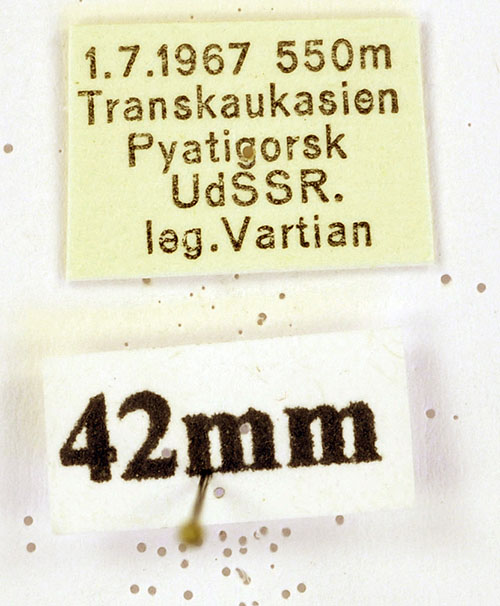 1.7.1967 550m
Transkaukasien
Pyatigorsk
UdSSR.
leg.Vartian
42mm